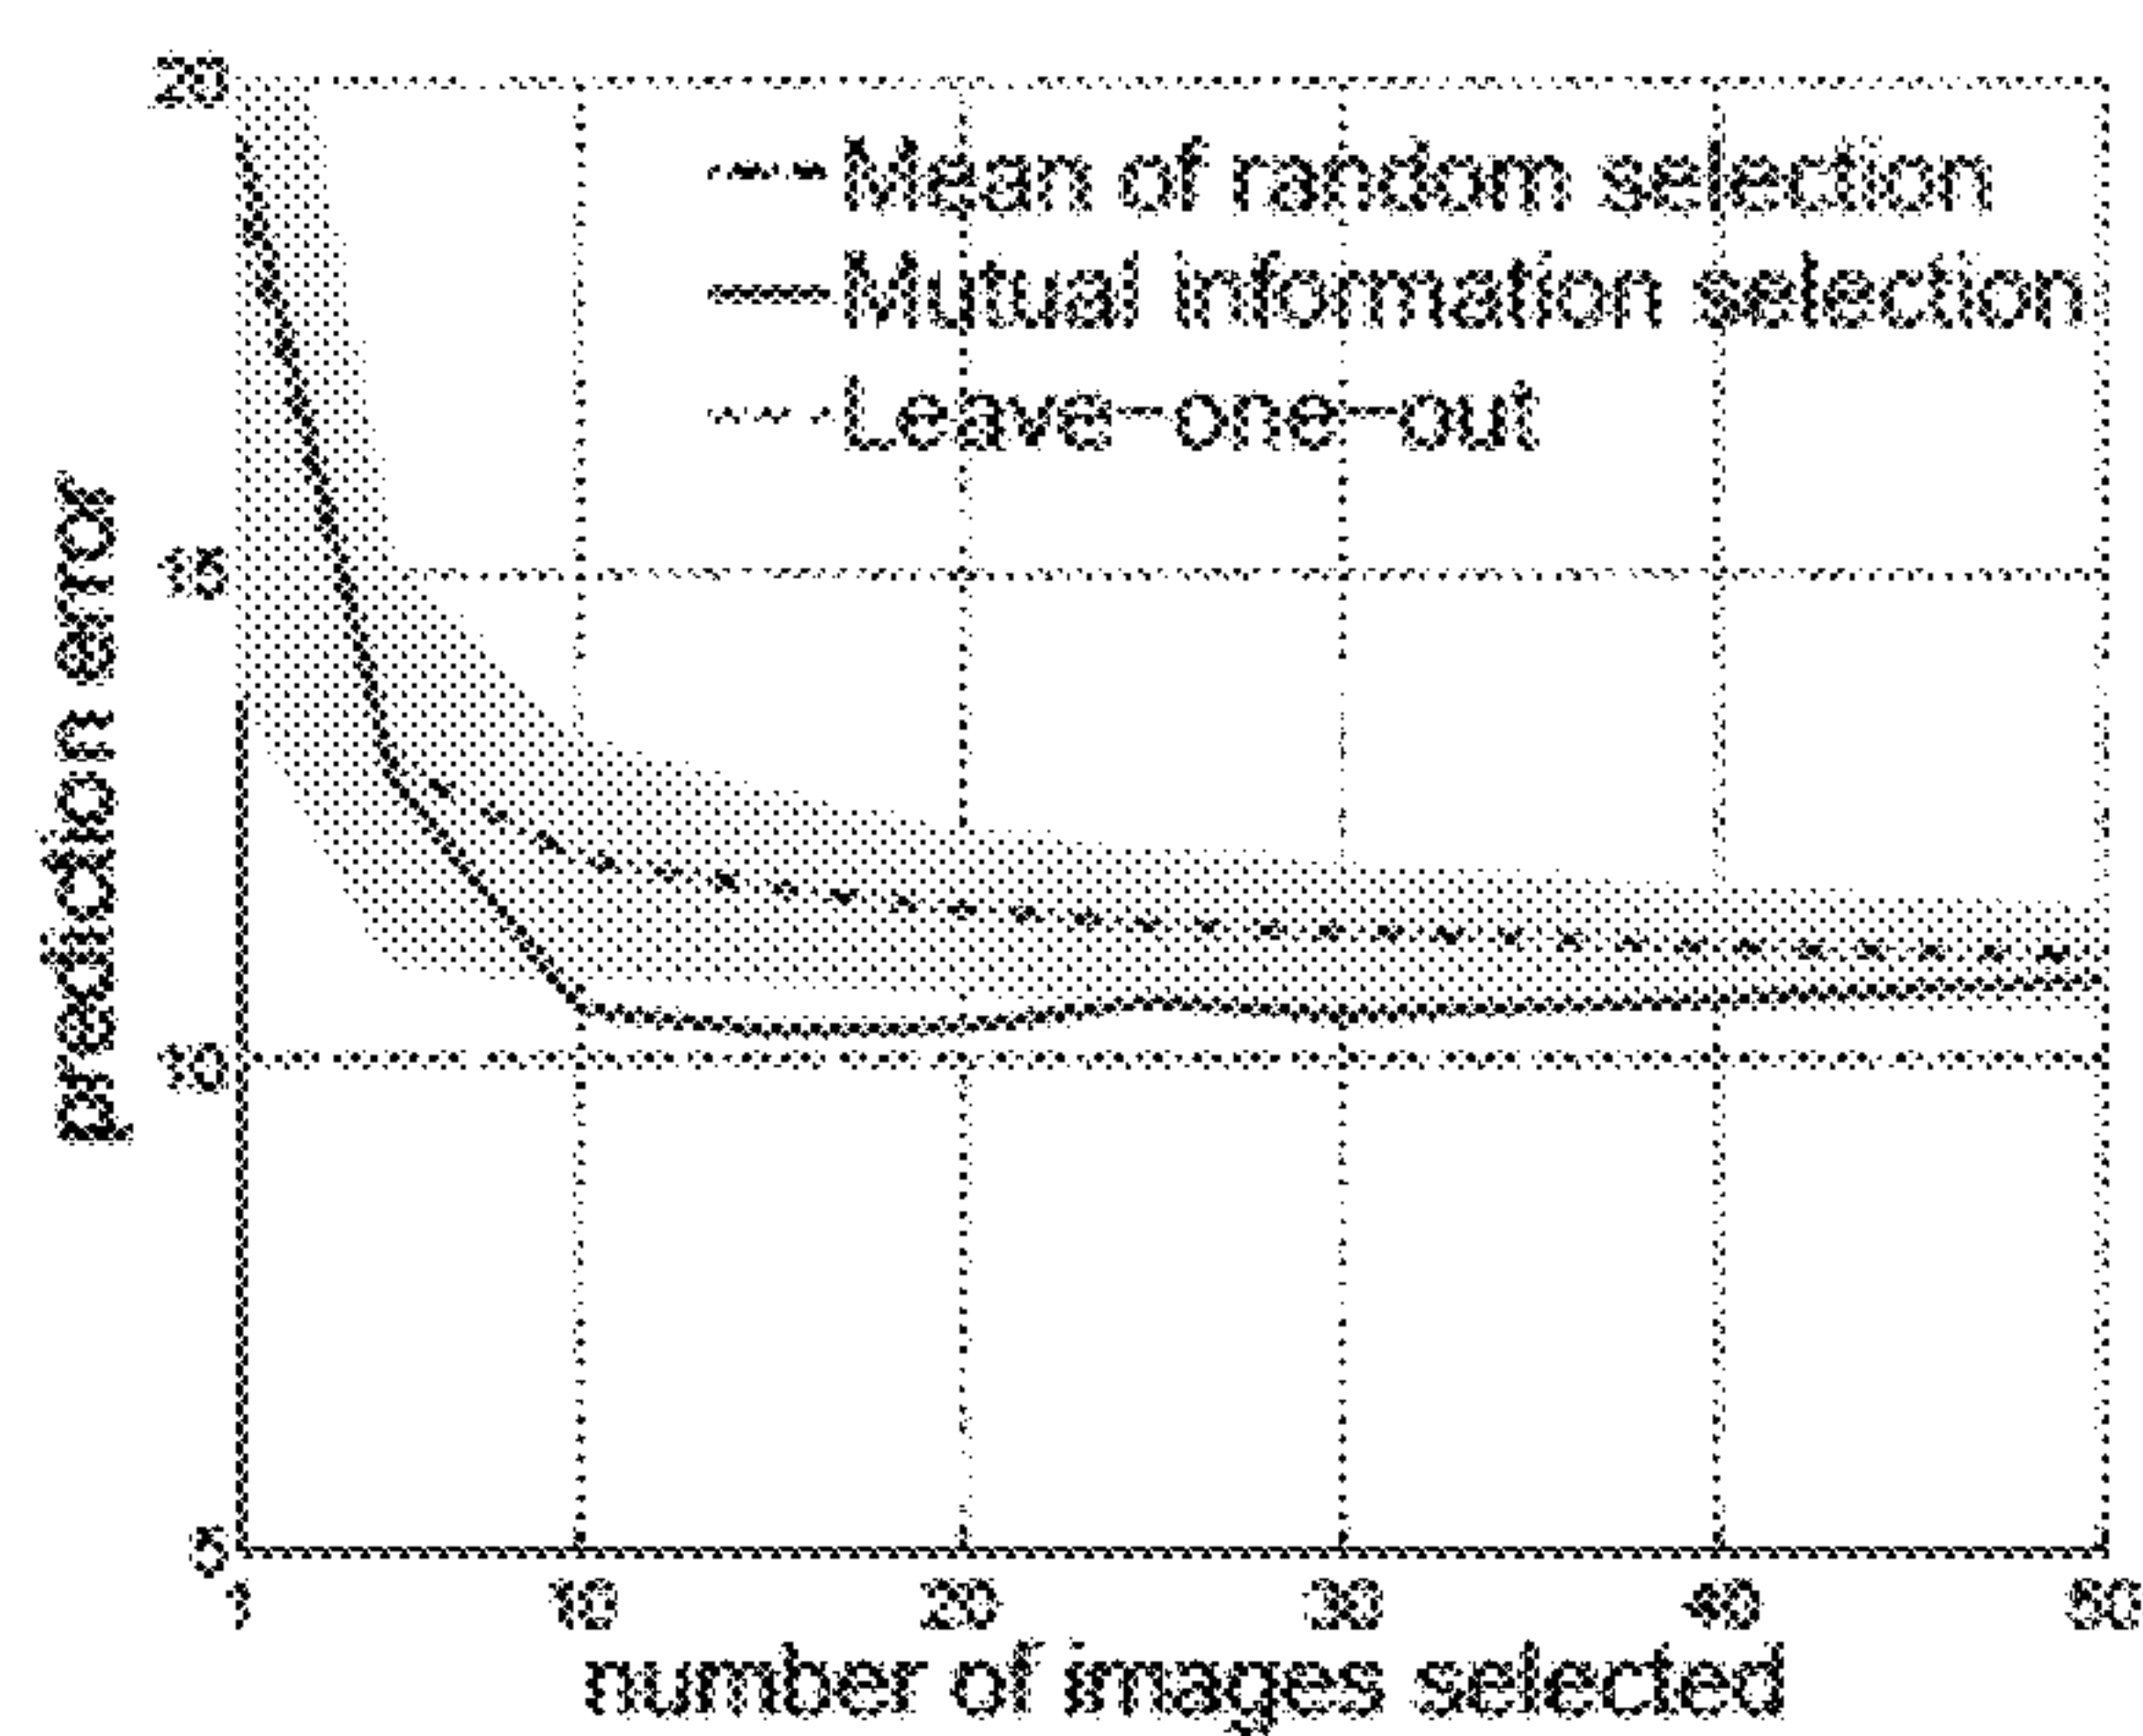 20
Mean of random selection
Mutual information selection
Leave-one-out
15
prediction error
10
5
1 10 20 30 40 50
number of images selected